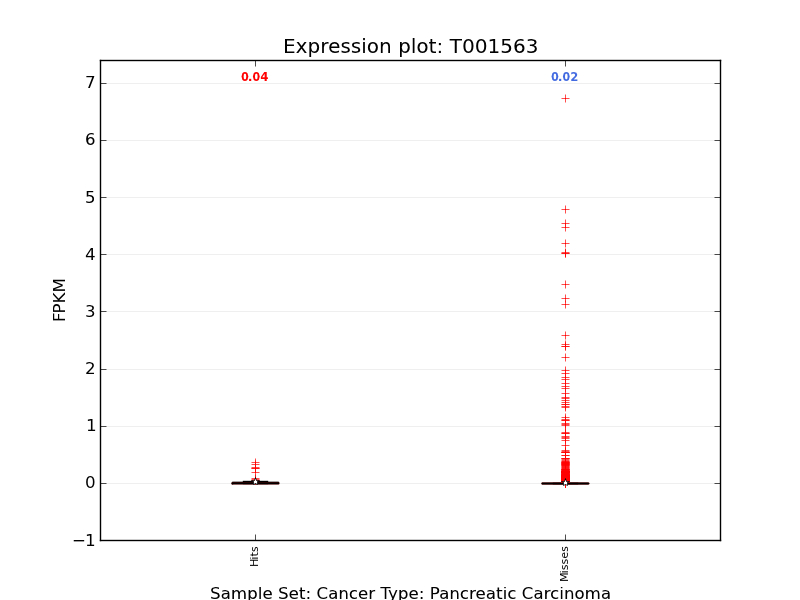 Expression plot: T001563
0.04
0.02
7
6
5
4
3
2
1
0
−1
FPKM
Hits
Misses
Sample Set: Cancer Type: Pancreatic Carcinoma